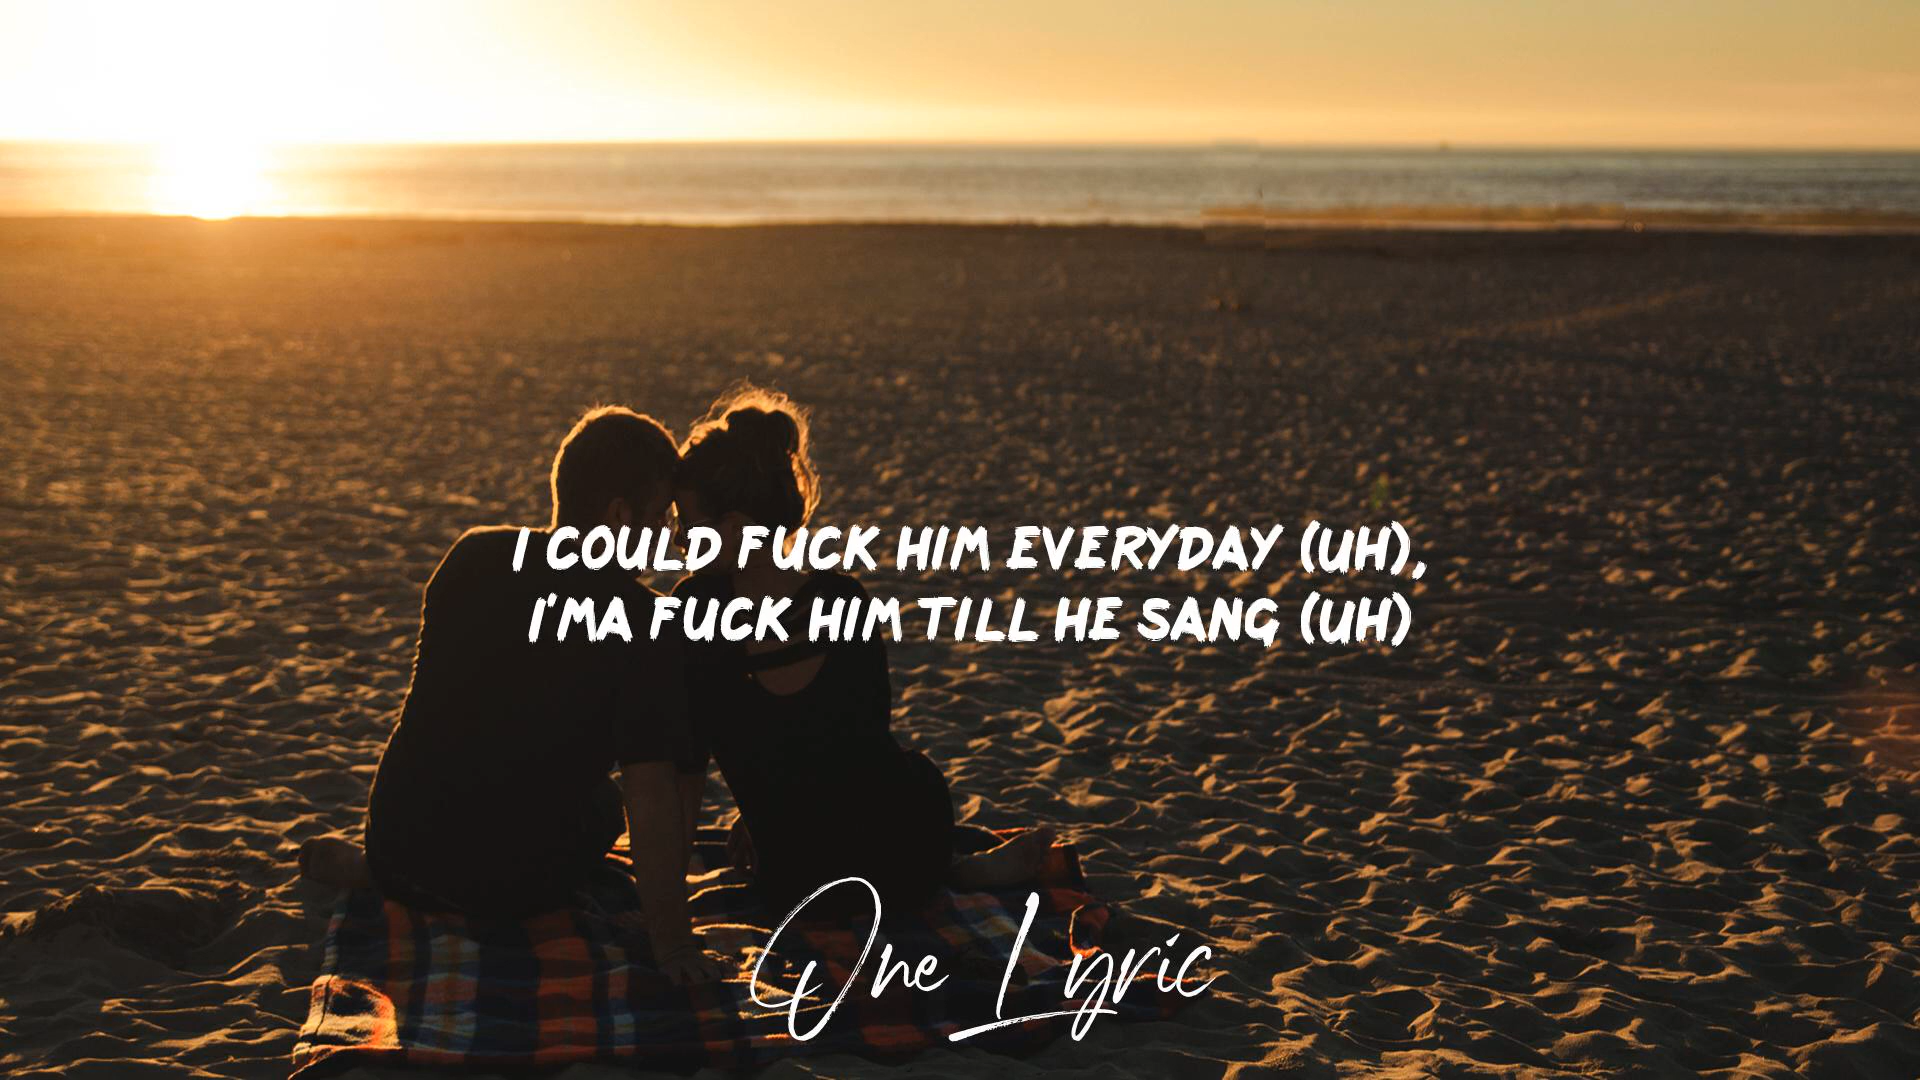 I COULD FUCK HIM EVERYDAY (UH),
I'MA FUCK HIM TILL HE SANG (UH)
One Lyric